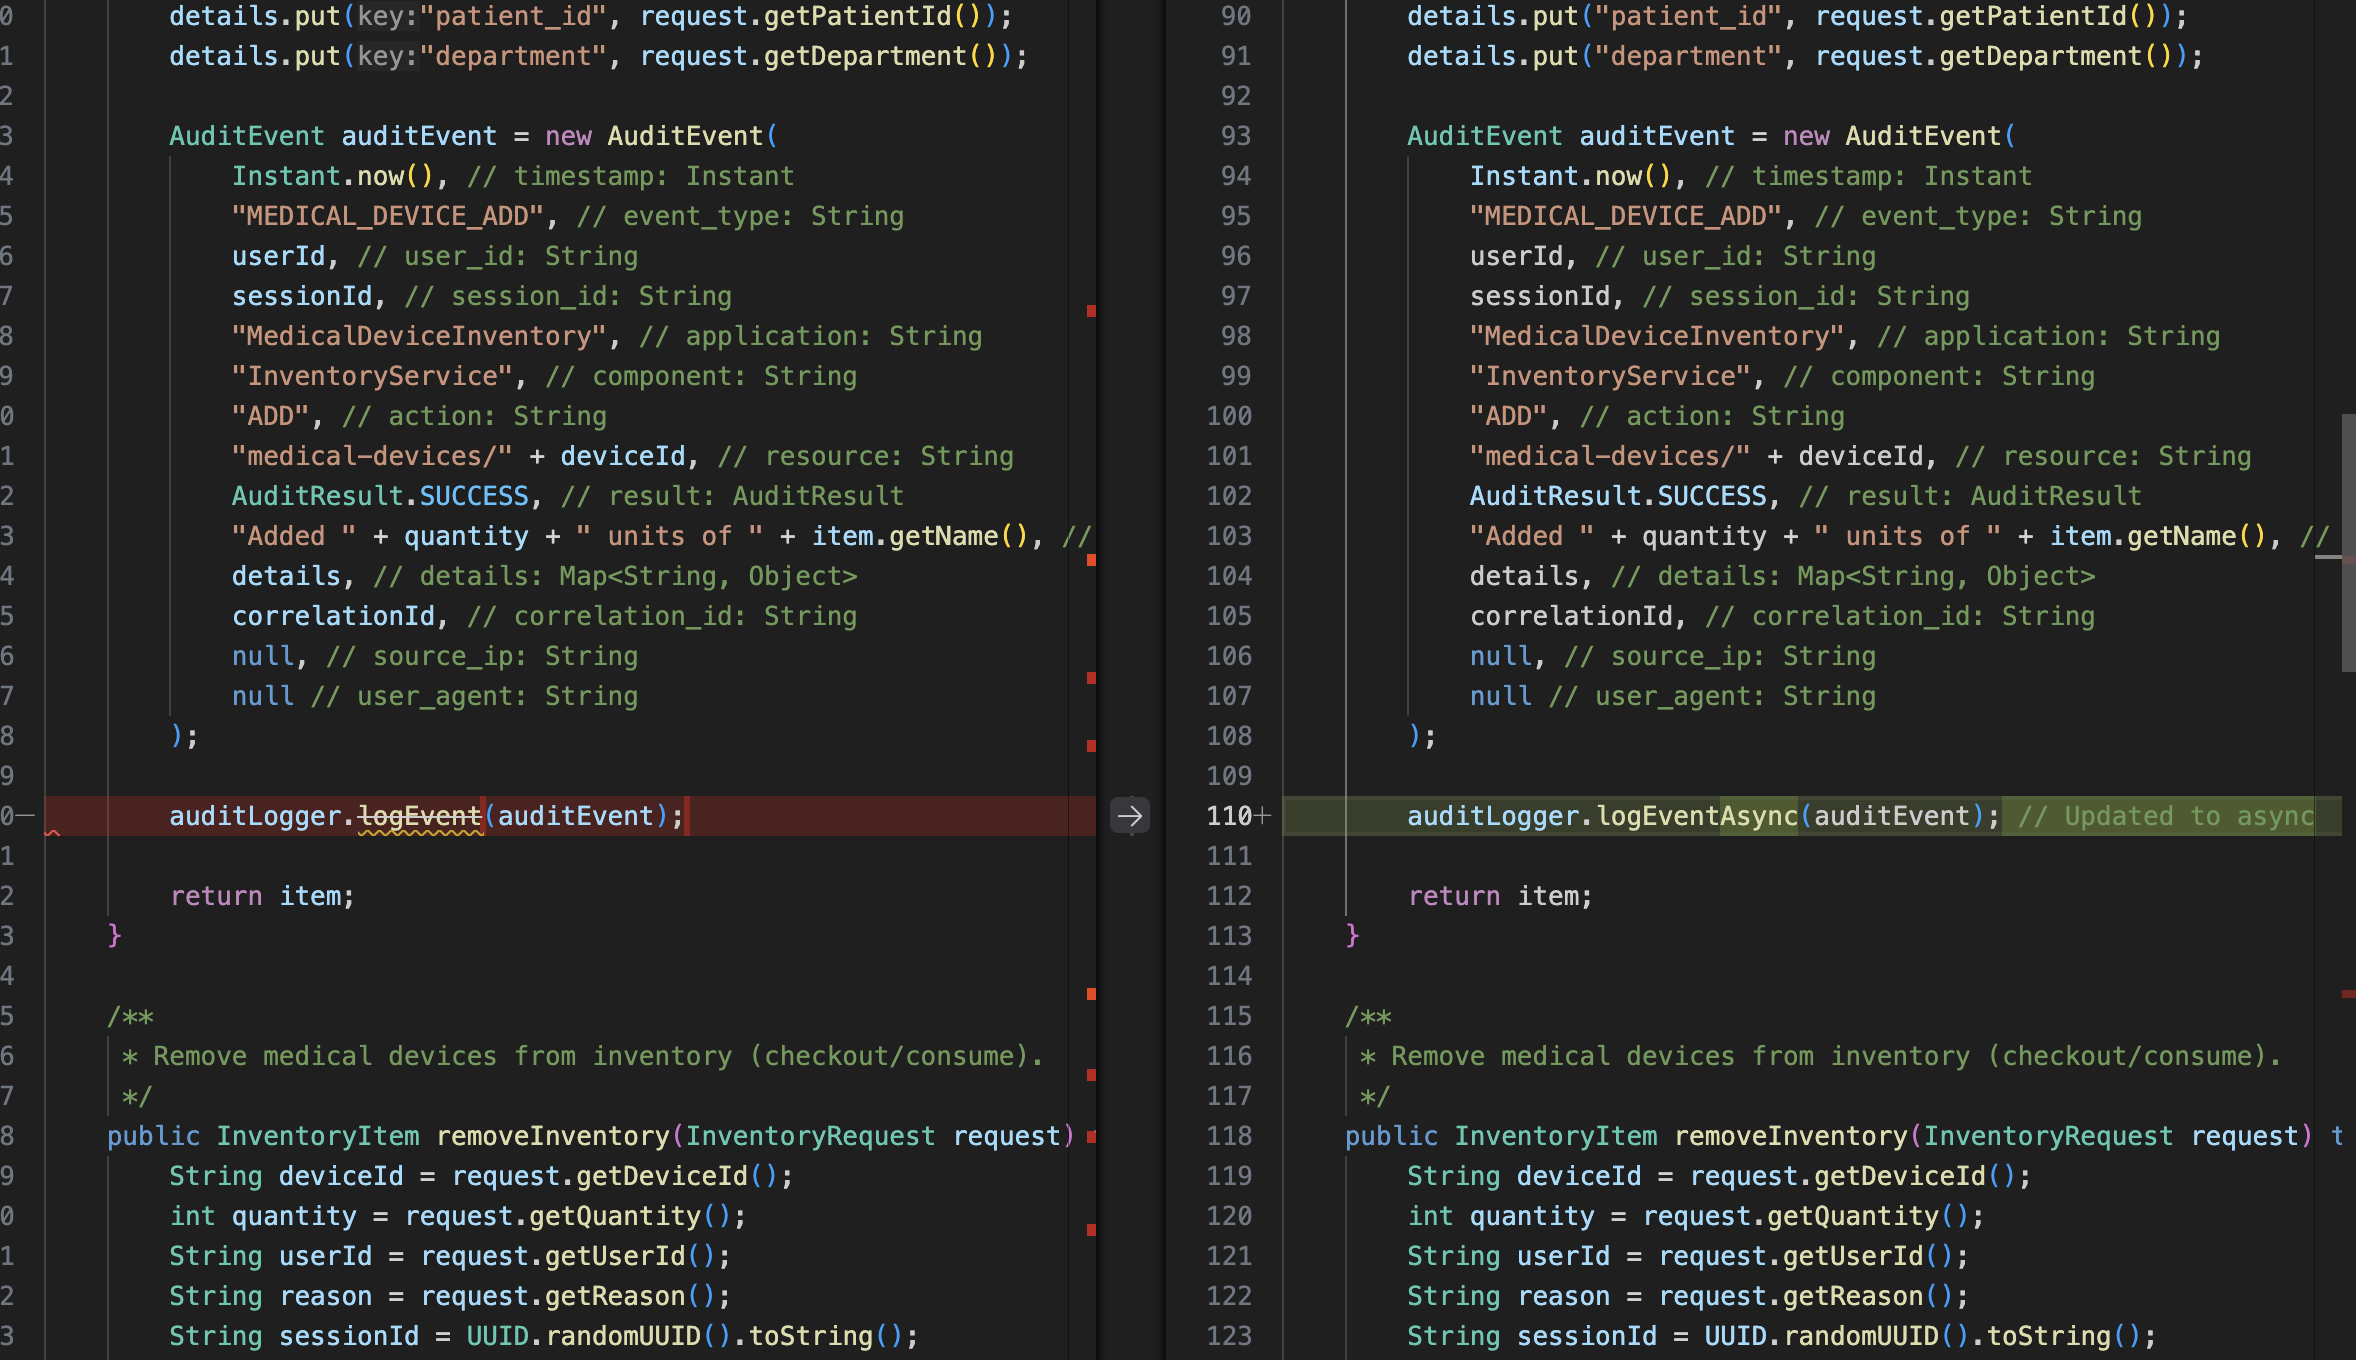 0 details.put(key:"patient_id", request.getPatientId());
1 details.put(key:"department", request.getDepartment());
2
3 AuditEvent auditEvent = new AuditEvent(
4 Instant.now(), // timestamp: Instant
5 "MEDICAL_DEVICE_ADD", // event_type: String
6 userId, // user_id: String
7 sessionId, // session_id: String
8 "MedicalDeviceInventory", // application: String
9 "InventoryService", // component: String
0 "ADD", // action: String
1 "medical-devices/" + deviceId, // resource: String
2 AuditResult.SUCCESS, // result: AuditResult
3 "Added " + quantity + " units of " + item.getName(), //
4 details, // details: Map<String, Object>
5 correlationId, // correlation_id: String
6 null, // source_ip: String
7 null // user_agent: String
8 );
9
0— auditLogger.logEvent(auditEvent);
1
2 return item;
3 }
4
5 /**
6 * Remove medical devices from inventory (checkout/consume).
7 */
8 public InventoryItem removeInventory(InventoryRequest request)
9 String deviceId = request.getDeviceId();
0 int quantity = request.getQuantity();
1 String userId = request.getUserId();
2 String reason = request.getReason();
3 String sessionId = UUID.randomUUID().toString();
90 details.put("patient_id", request.getPatientId());
91 details.put("department", request.getDepartment());
92
93 AuditEvent auditEvent = new AuditEvent(
94 Instant.now(), // timestamp: Instant
95 "MEDICAL_DEVICE_ADD", // event_type: String
96 userId, // user_id: String
97 sessionId, // session_id: String
98 "MedicalDeviceInventory", // application: String
99 "InventoryService", // component: String
100 "ADD", // action: String
101 "medical-devices/" + deviceId, // resource: String
102 AuditResult.SUCCESS, // result: AuditResult
103 "Added " + quantity + " units of " + item.getName(), //
104 details, // details: Map<String, Object>
105 correlationId, // correlation_id: String
106 null, // source_ip: String
107 null // user_agent: String
108 );
109
110+ auditLogger.logEventAsync(auditEvent); // Updated to async
111
112 return item;
113 }
114
115 /**
116 * Remove medical devices from inventory (checkout/consume).
117 */
118 public InventoryItem removeInventory(InventoryRequest request) t
119 String deviceId = request.getDeviceId();
120 int quantity = request.getQuantity();
121 String userId = request.getUserId();
122 String reason = request.getReason();
123 String sessionId = UUID.randomUUID().toString();